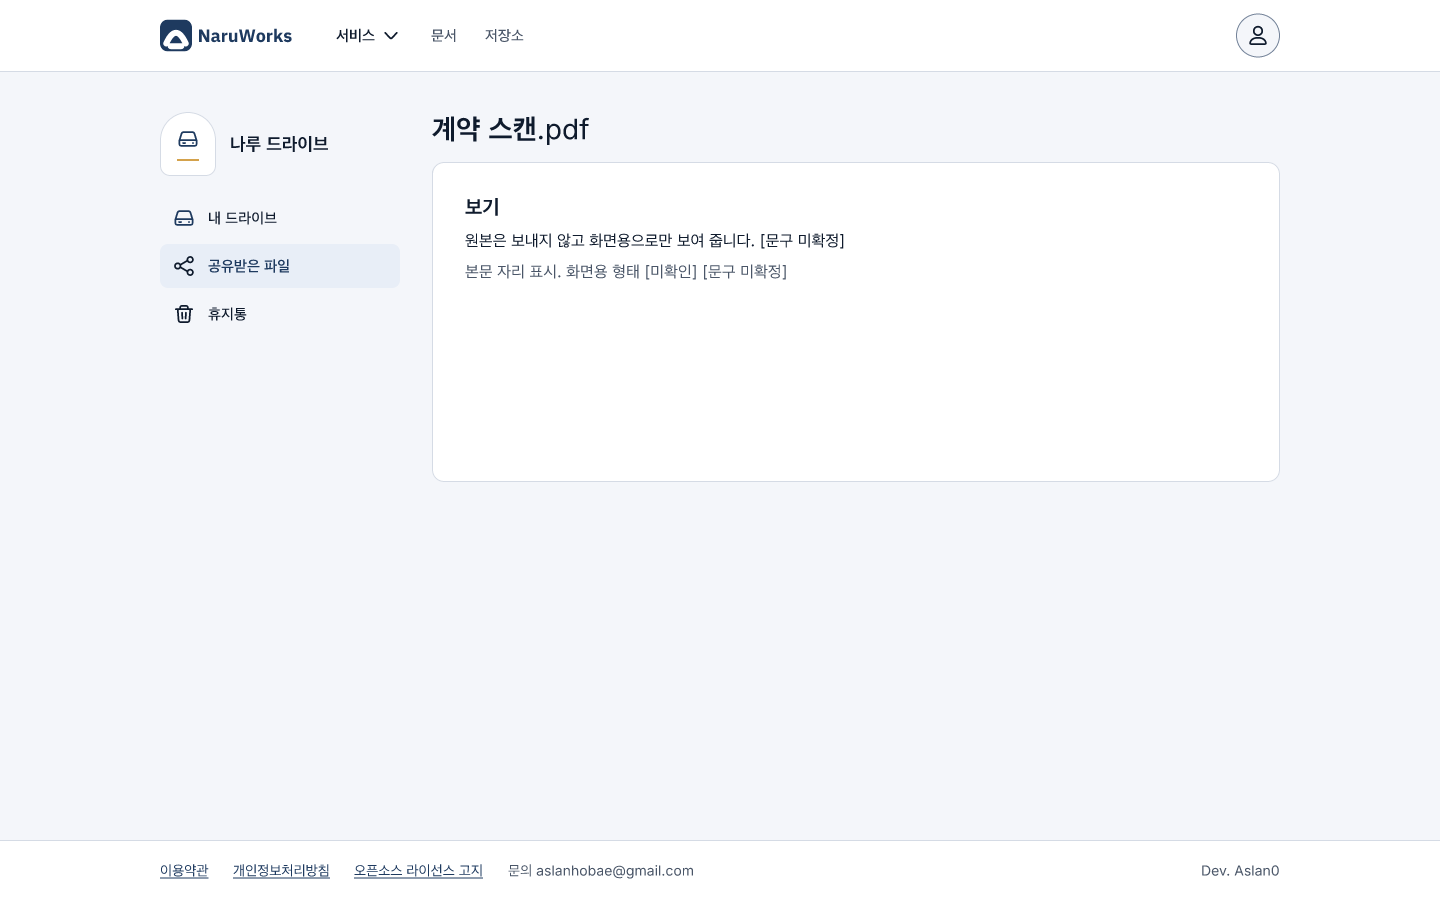 NaruWorks
서비스 문서 저장소
나루 드라이브
내 드라이브
공유받은 파일
휴지통
계약 스캔.pdf
보기
원본은 보내지 않고 화면용으로만 보여 줍니다. [문구 미확정]
본문 자리 표시. 화면용 형태 [미확인] [문구 미확정]
이용약관 개인정보처리방침 오픈소스 라이선스 고지 문의 aslanhobae@gmail.com Dev. Aslan0